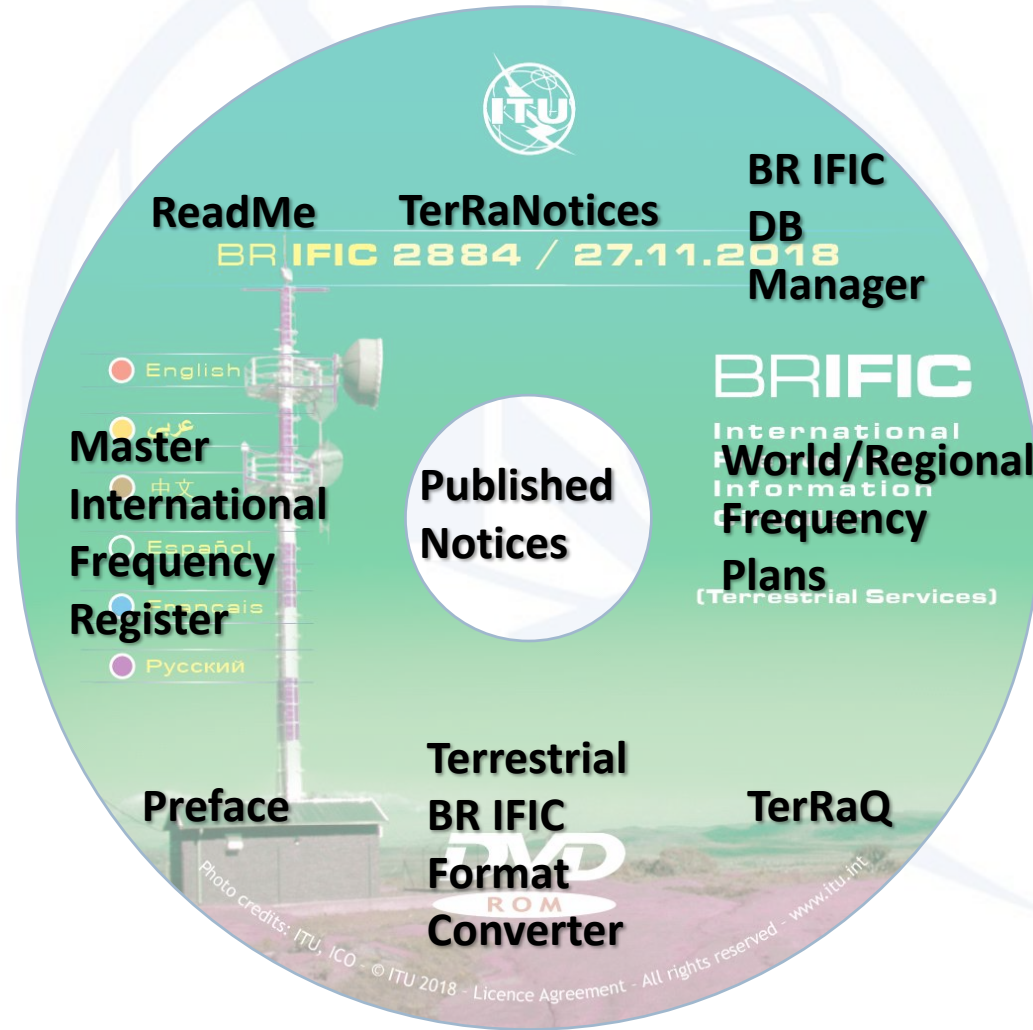 ITU
BR IFIC
DB
Manager
ReadMe
TerRaNotices
BR IFIC 2884 / 27.11.2018
English
عربي
中文
Español
Français
Русский
Master
International
Frequency
Register
Published
Notices
BRIFIC
International
Information
(Terrestrial Services)
World/Regional
Frequency
Plans
Preface
Terrestrial
BR IFIC
Format
Converter
TerRaQ
DVD
ROM
Photo credits: ITU, ICO - © ITU 2018 - Licence Agreement - All rights reserved - www.itu.int